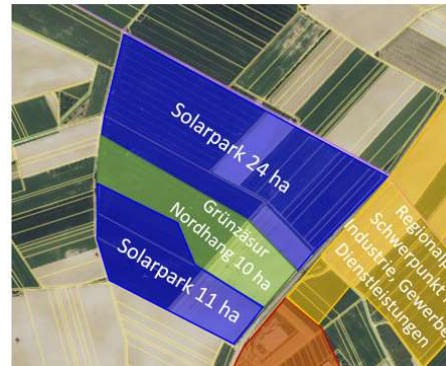 Solarpark 24 ha
Grünzäsur
Nordhang 10 ha
Solarpark 11 ha
Schwerpunkt
Industrie, Gewerbe
Dienstleistungen